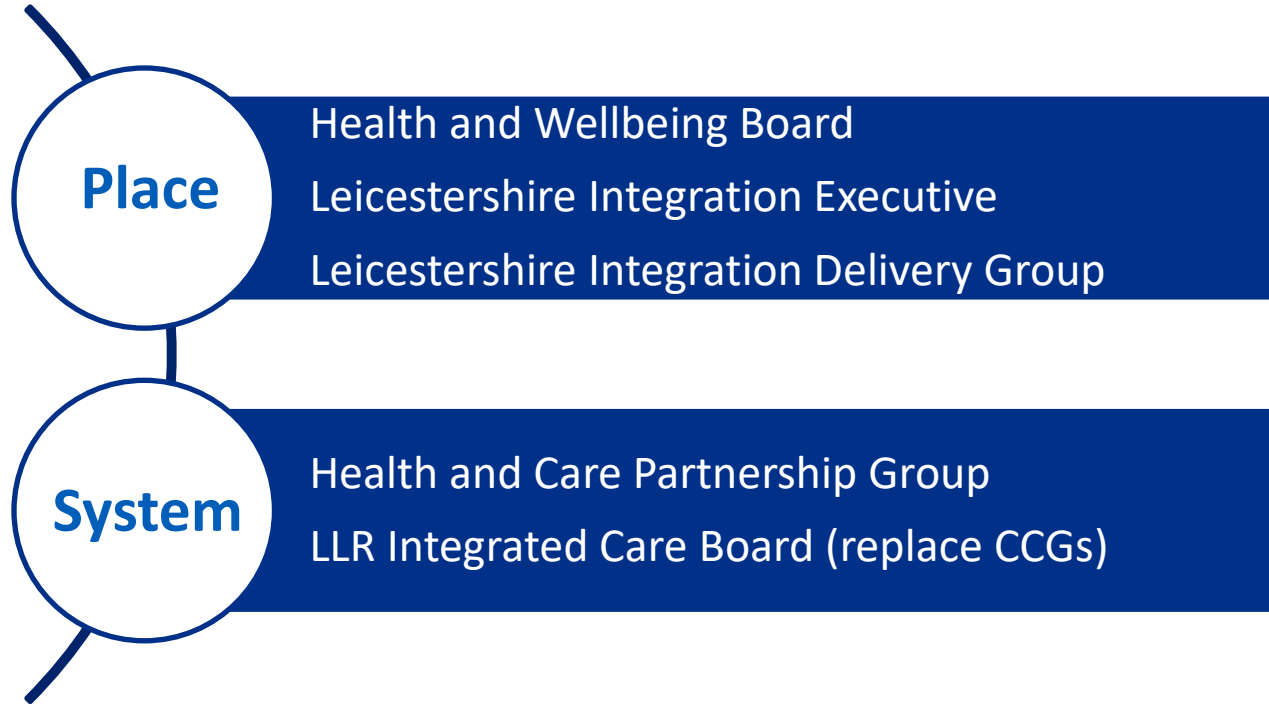 Place
Health and Wellbeing Board
Leicestershire Integration Executive
Leicestershire Integration Delivery Group
System
Health and Care Partnership Group
LLR Integrated Care Board (replace CCGs)